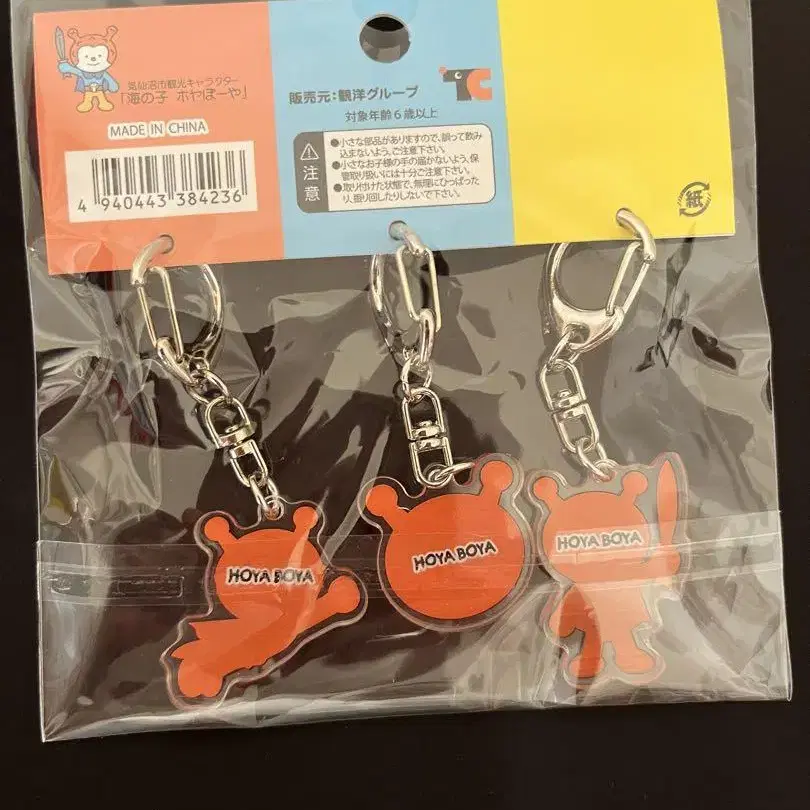 気仙沼市観光キャラクター
「海の子 ホヤぼーや」
MADE IN CHINA
4 940443 384236
販売元:観洋グループ
TC
対象年齢6歳以上
注意
●小さな部品がありますので、誤って飲み
込まないよう、ご注意下さい。
●小さなお子様の手の届かないよう、保
管取り扱いには十分ご注意下さい。
●取り付けた状態で、無理にひっぱった
り、振り回したりしないで下さい。
紙
HOYA BOYA
HOYA BOYA
HOYA BOYA